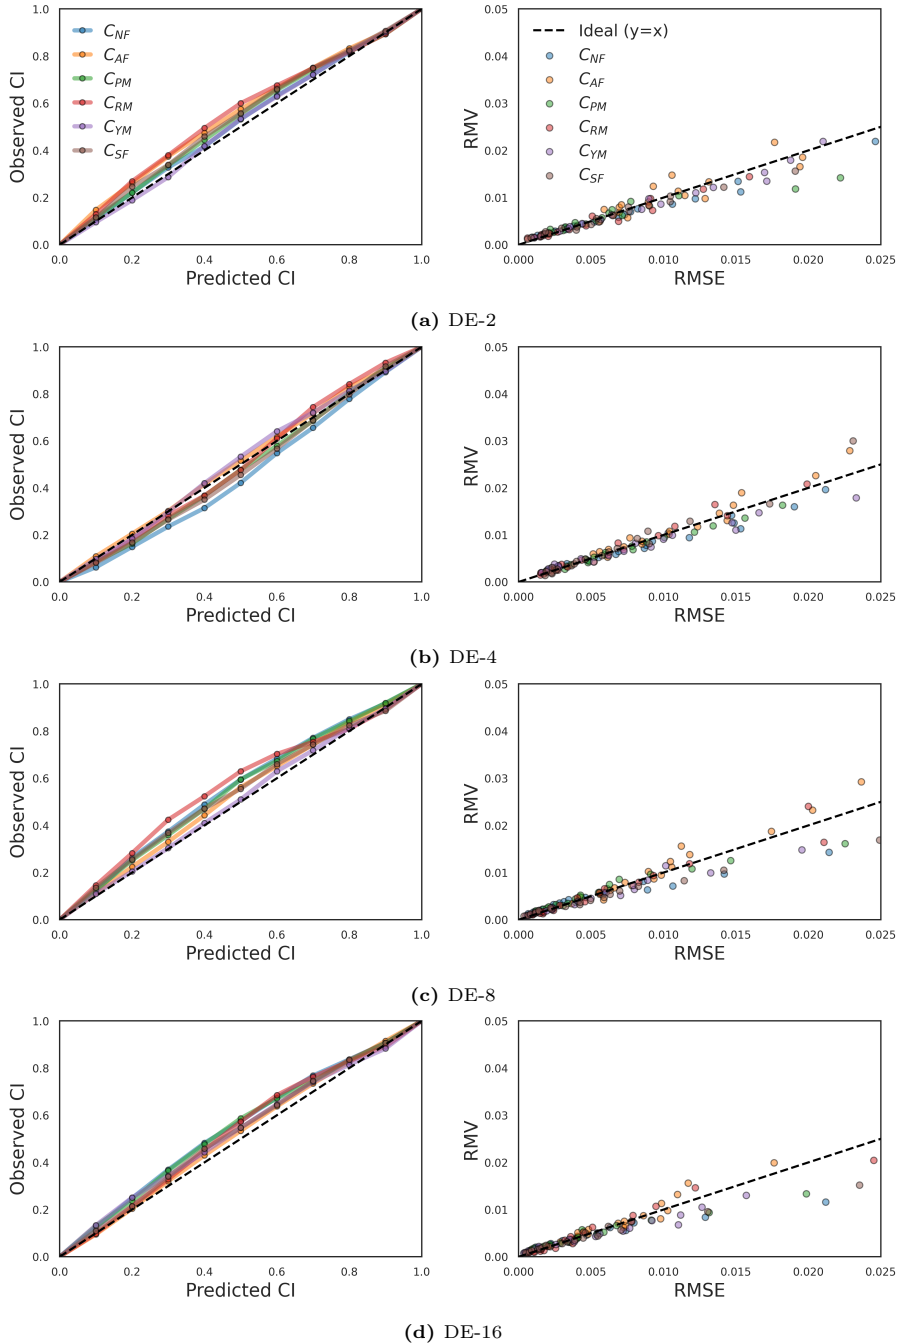 1.0
0.8
0.6
0.4
0.2
0.0
Observed CI
C_NF
C_AF
C_PM
C_RM
C_YM
C_SF
0.0 0.2 0.4 0.6 0.8 1.0
Predicted CI
0.05
0.04
0.03
0.02
0.01
0.00
RMV
Ideal (y=x)
C_NF
C_AF
C_PM
C_RM
C_YM
C_SF
0.000 0.005 0.010 0.015 0.020 0.025
RMSE
(a) DE-2
1.0
0.8
0.6
0.4
0.2
0.0
Observed CI
0.0 0.2 0.4 0.6 0.8 1.0
Predicted CI
0.05
0.04
0.03
0.02
0.01
0.00
RMV
0.000 0.005 0.010 0.015 0.020 0.025
RMSE
(b) DE-4
1.0
0.8
0.6
0.4
0.2
0.0
Observed CI
0.0 0.2 0.4 0.6 0.8 1.0
Predicted CI
0.05
0.04
0.03
0.02
0.01
0.00
RMV
0.000 0.005 0.010 0.015 0.020 0.025
RMSE
(c) DE-8
1.0
0.8
0.6
0.4
0.2
0.0
Observed CI
0.0 0.2 0.4 0.6 0.8 1.0
Predicted CI
0.05
0.04
0.03
0.02
0.01
0.00
RMV
0.000 0.005 0.010 0.015 0.020 0.025
RMSE
(d) DE-16